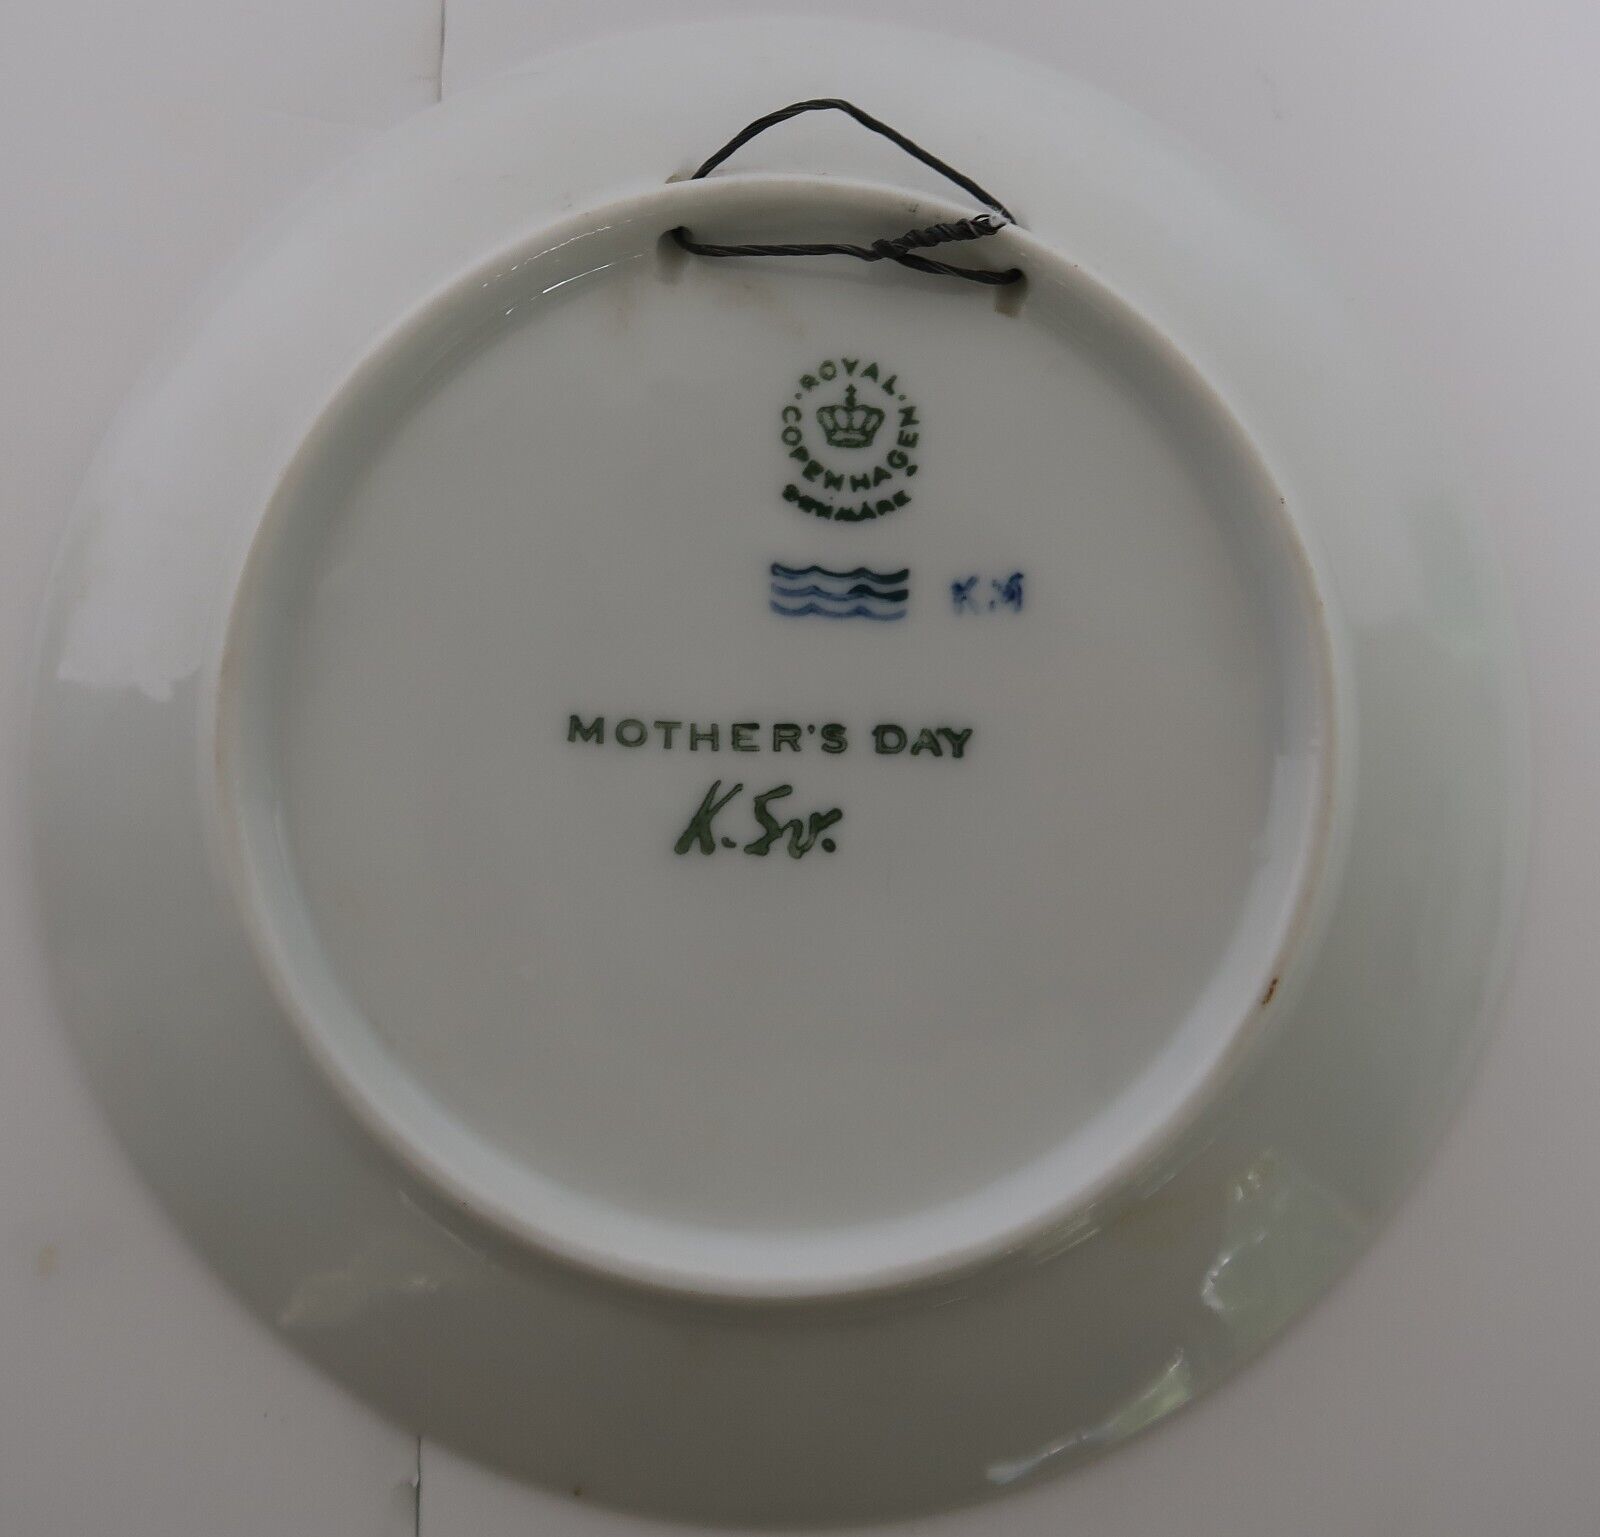 ROYAL
COPENHAGEN
DENMARK
MOTHER'S DAY
K.Sv.